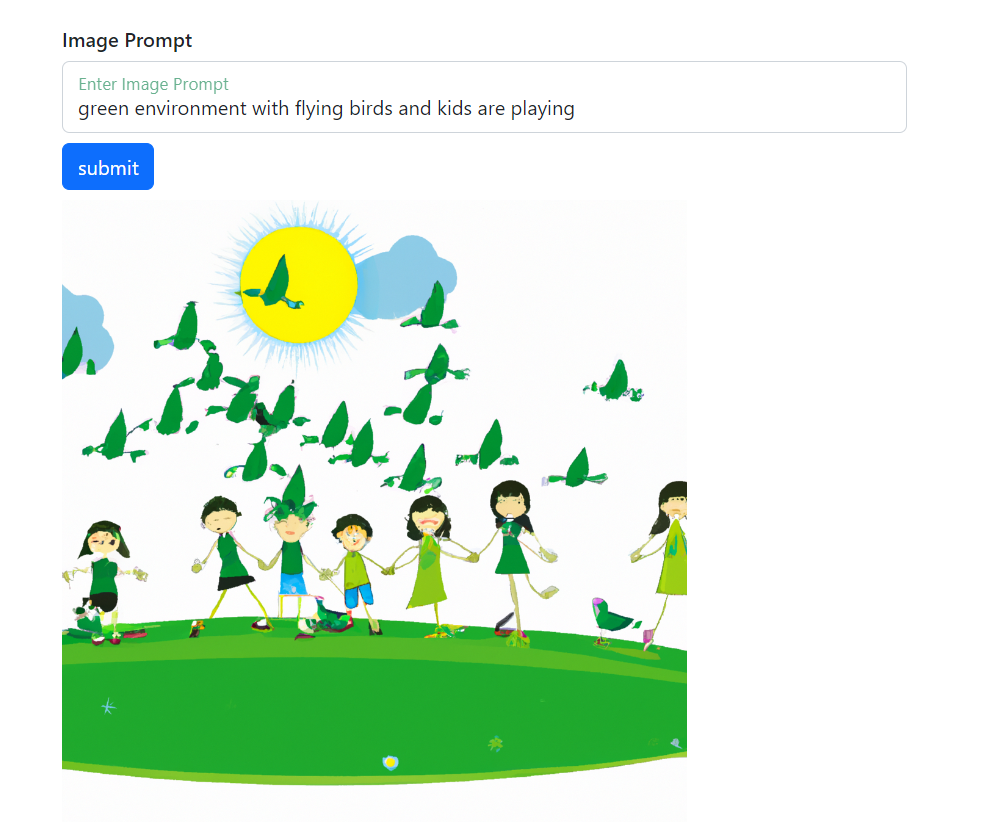 Image Prompt
Enter Image Prompt
green environment with flying birds and kids are playing
submit